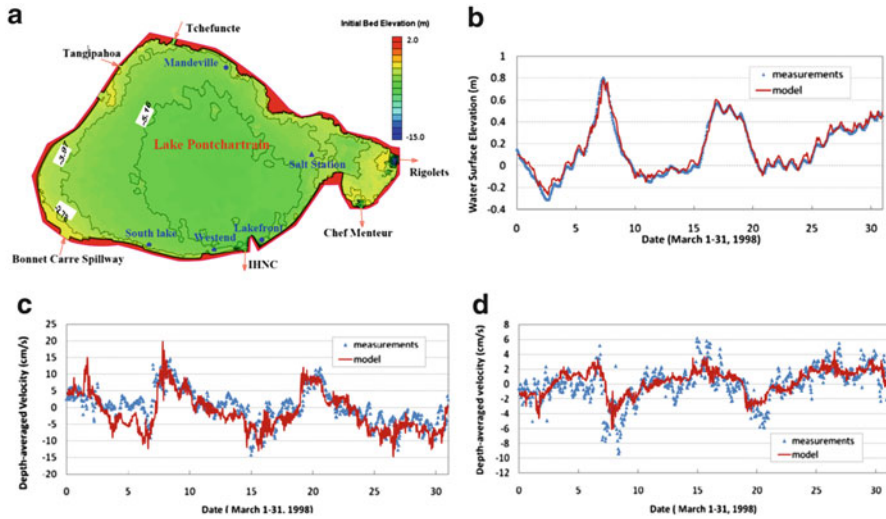 a
Tchefuncte
Initial Bed Elevation (m)
2.0
-15.0
Tangipahoa
Mandeville
-5.16
-3.97
Lake Pontchartrain
Salt Station
Rigolets
South lake
Westend
Lakefront
Chef Menteur
Bonnet Carre Spillway
IHNC
b
Water Surface Elevation (m)
1
0.8
0.6
0.4
0.2
0
-0.2
-0.4
measurements
model
0 5 10 15 20 25 30
Date (March 1-31, 1998)
c
Depth-averaged Velocity (cm/s)
25
20
15
10
5
0
-5
-10
-15
-20
measurements
model
0 5 10 15 20 25 30
Date ( March 1-31, 1998)
d
Depth-averaged velocity (cm/s)
8
6
4
2
0
-2
-4
-6
-8
-10
-12
measurements
model
0 5 10 15 20 25 30
Date ( March 1-31, 1998)